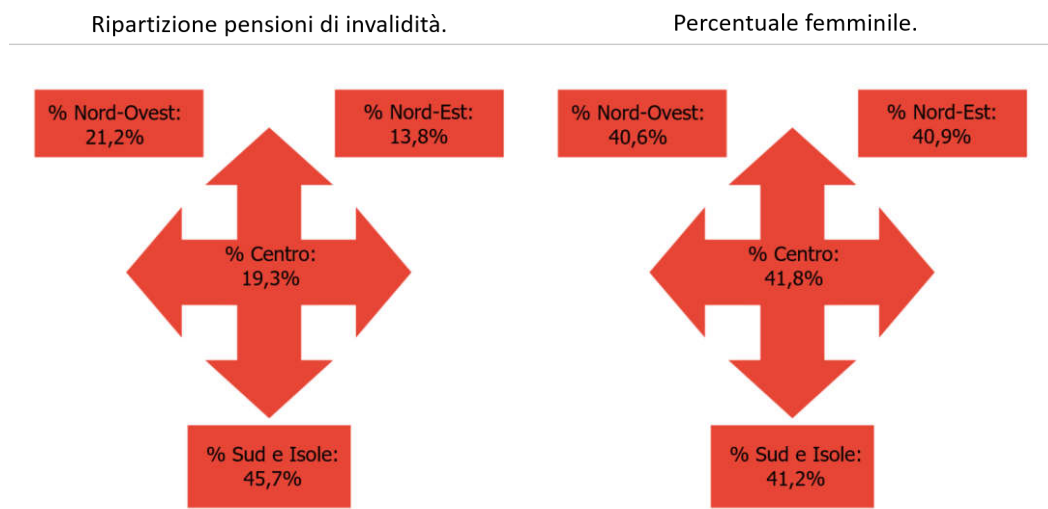 Ripartizione pensioni di invalidità.
Percentuale femminile.
% Nord-Ovest:
21,2%
% Nord-Est:
13,8%
% Centro:
19,3%
% Sud e Isole:
45,7%
% Nord-Ovest:
40,6%
% Nord-Est:
40,9%
% Centro:
41,8%
% Sud e Isole:
41,2%